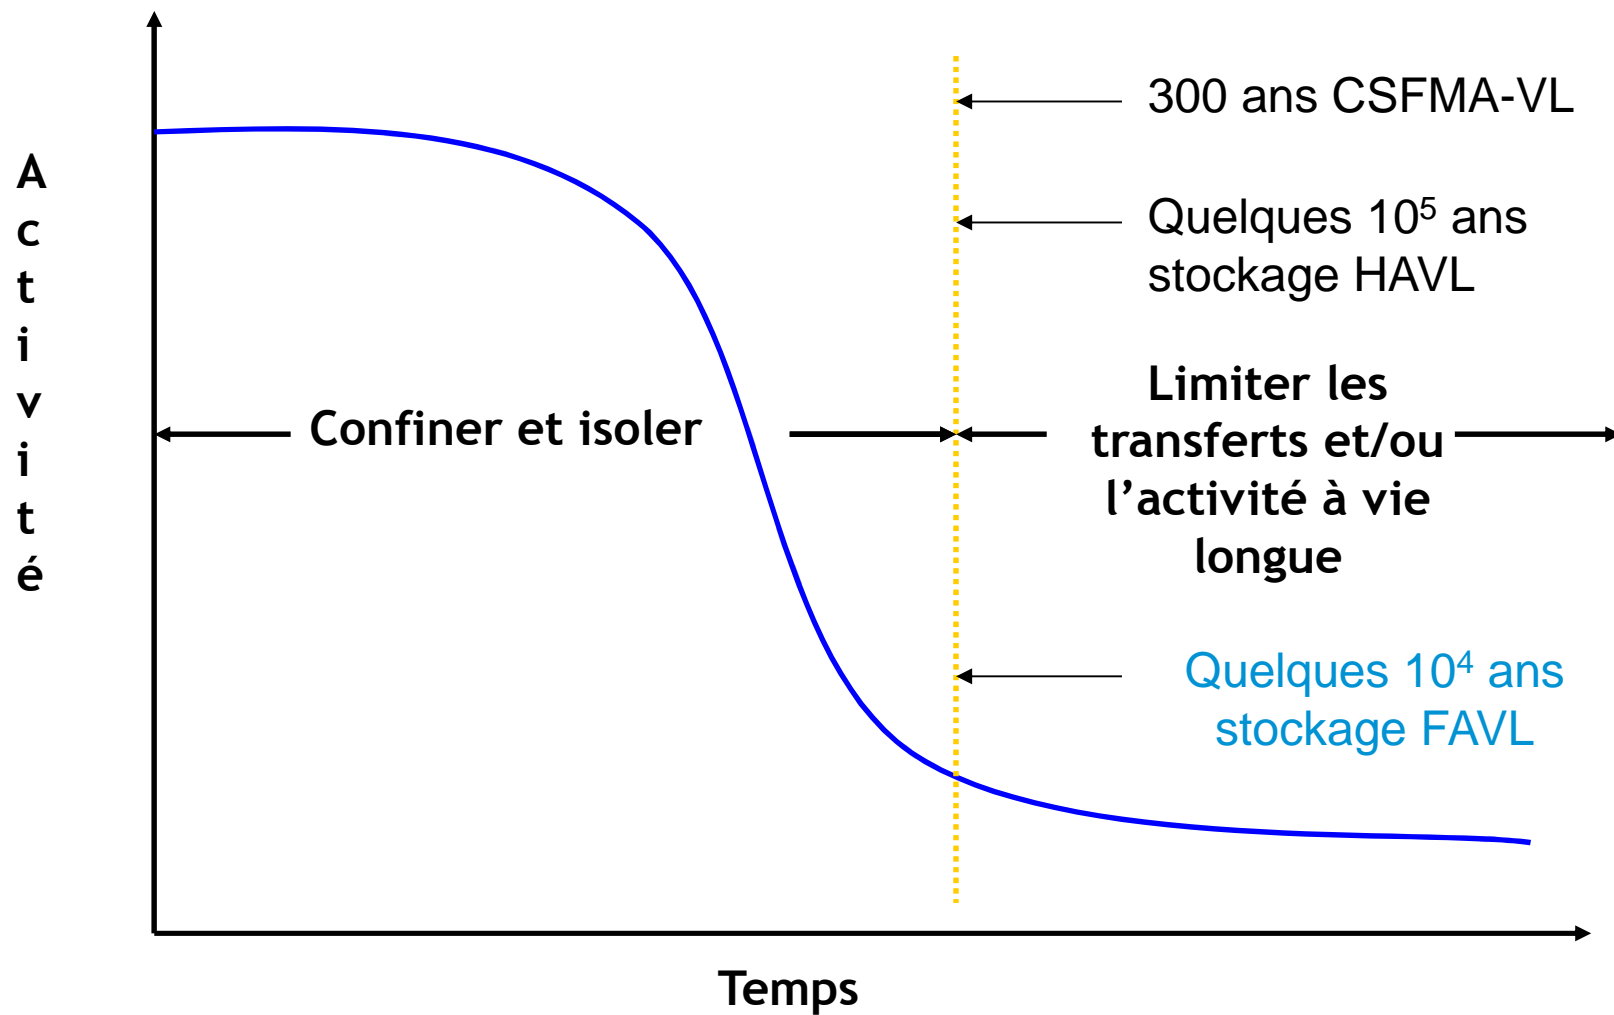 Activité
300 ans CSFMA-VL
Quelques 10⁵ ans
stockage HAVL
Confiner et isoler
Limiter les
transferts et/ou
l’activité à vie
longue
Quelques 10⁴ ans
stockage FAVL
Temps